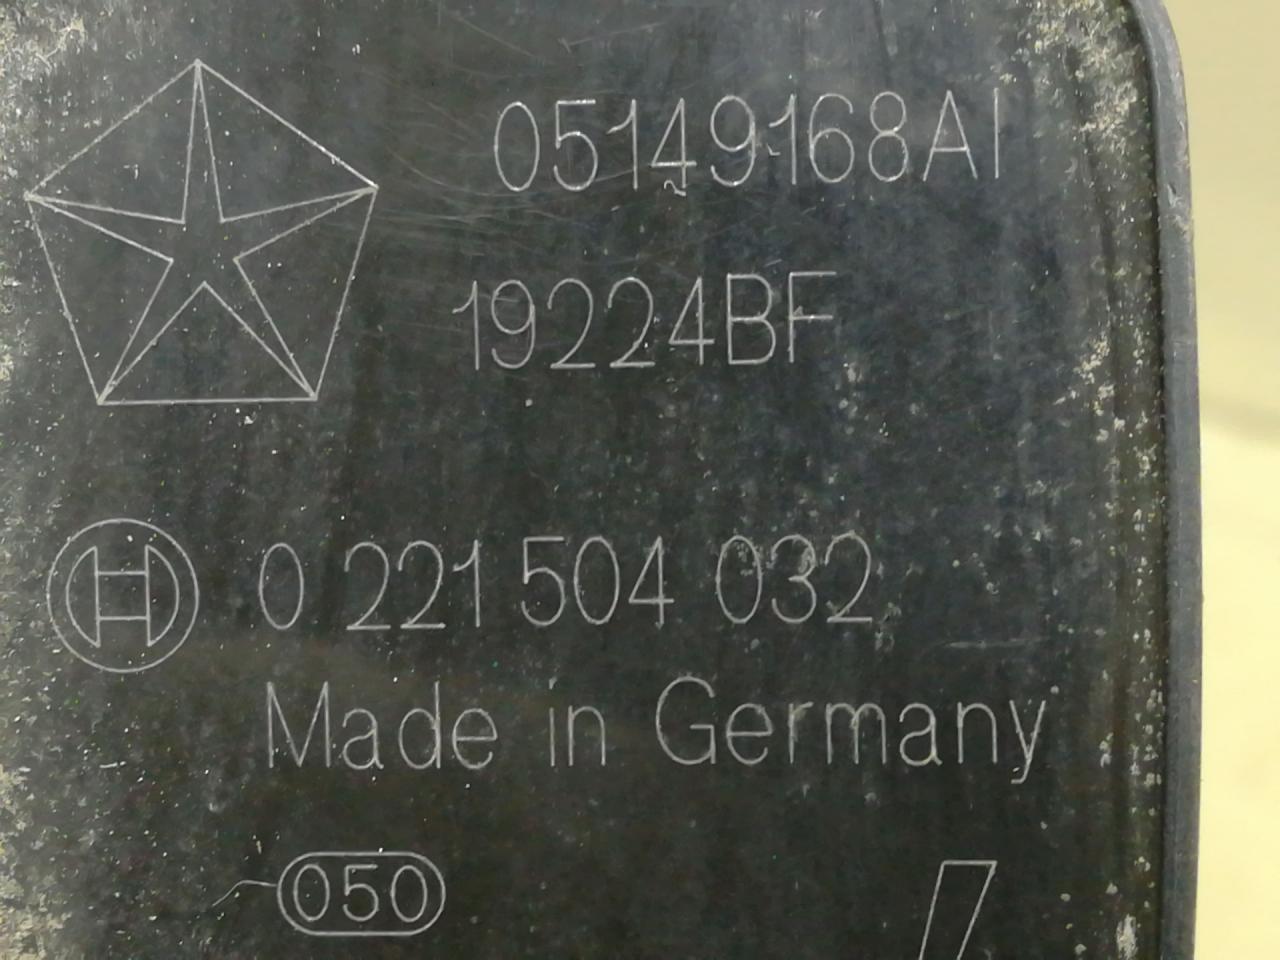 05149168AI
19224BF
0 221 504 032
Made in Germany
050